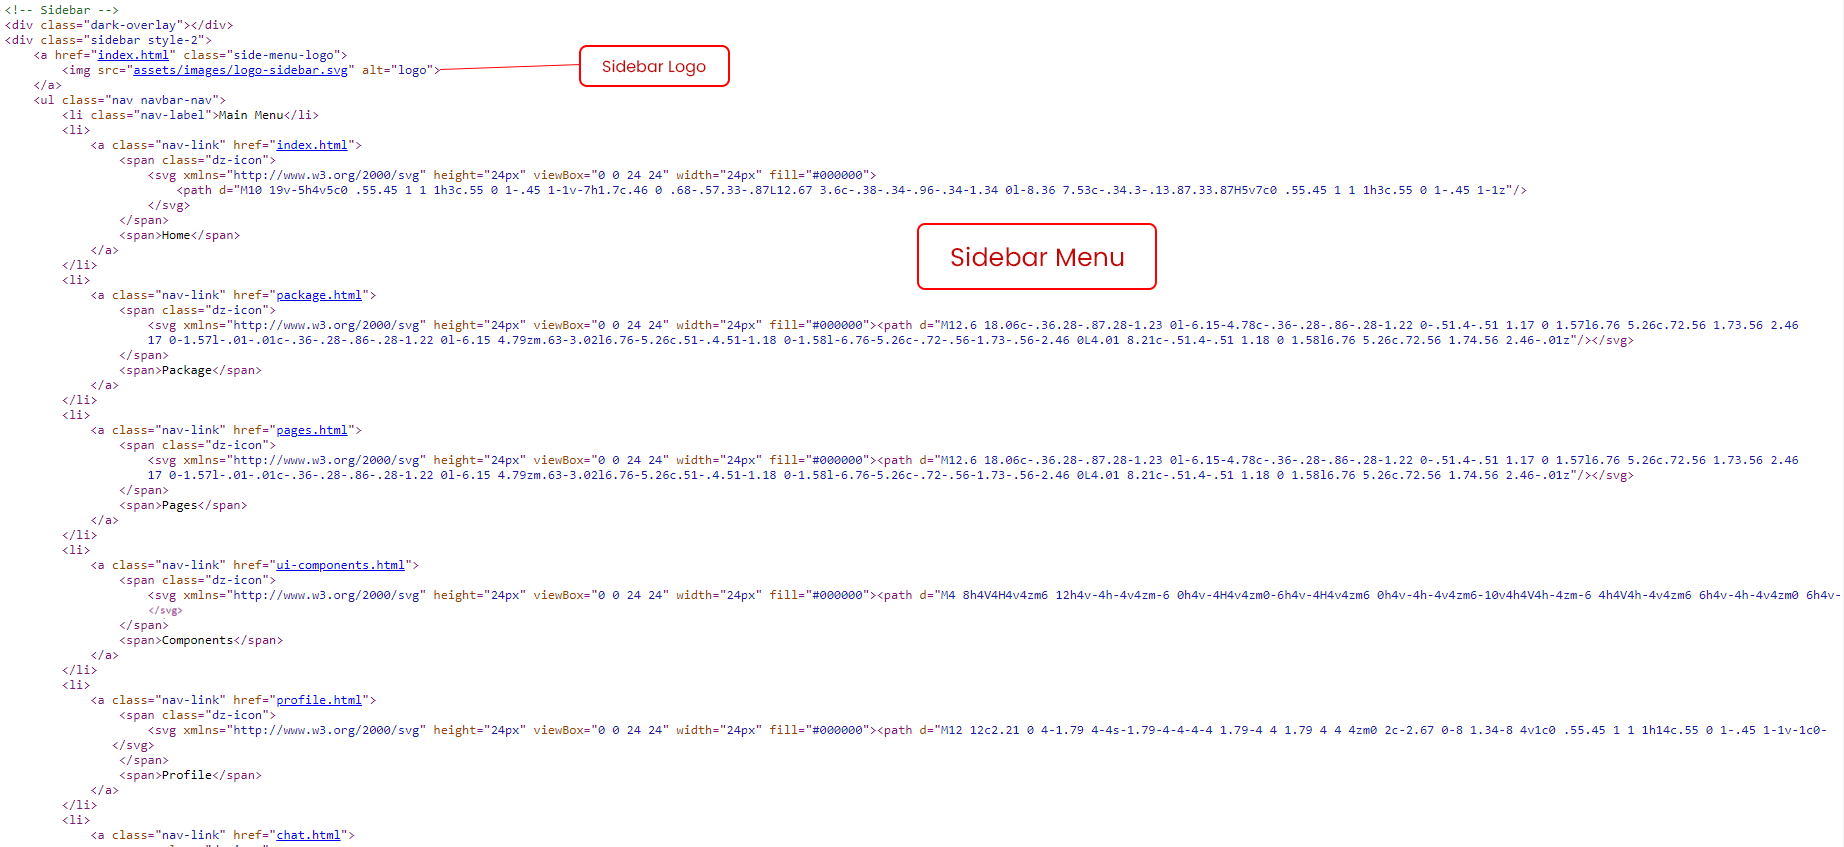 <!-- Sidebar -->
<div class="dark-overlay"></div>
<div class="sidebar style-2">
<a href="index.html" class="side-menu-logo">
<img src="assets/images/logo-sidebar.svg" alt="logo">
Sidebar Logo
</a>
<ul class="nav navbar-nav">
<li class="nav-label">Main Menu</li>
<li>
<a class="nav-link" href="index.html">
<span class="dz-icon">
<svg xmlns="http://www.w3.org/2000/svg" height="24px" viewBox="0 0 24 24" width="24px" fill="#000000">
<path d="M10 19v-5h4v5c0 .55.45 1 1 1h3c.55 0 1-.45 1-1v-7h1.7c.46 0 .68-.57.33-.87L12.67 3.6c-.38-.34-.96-.34-1.34 0l-8.36 7.53c-.34.3-.13.87.33.87H5v7c0 .55.45 1 1 1h3c.55 0 1-.45 1-1z"/>
</svg>
</span>
<span>Home</span>
</a>
Sidebar Menu
</li>
<li>
<a class="nav-link" href="package.html">
<span class="dz-icon">
<svg xmlns="http://www.w3.org/2000/svg" height="24px" viewBox="0 0 24 24" width="24px" fill="#000000"><path d="M12.6 18.06c-.36.28-.87.28-1.23 0l-6.15-4.78c-.36-.28-.86-.28-1.22 0-.51.4-.51 1.17 0 1.57l6.76 5.26c.72.56 1.73.56 2.46
17 0-1.57l-.01-.01c-.36-.28-.86-.28-1.22 0l-6.15 4.79zm.63-3.02l6.76-5.26c.51-.4.51-1.18 0-1.58l-6.76-5.26c-.72-.56-1.73-.56-2.46 0L4.01 8.21c-.51.4-.51 1.18 0 1.58l6.76 5.26c.72.56 1.74.56 2.46-.01z"/></svg>
</span>
<span>Package</span>
</a>
</li>
<li>
<a class="nav-link" href="pages.html">
<span class="dz-icon">
<svg xmlns="http://www.w3.org/2000/svg" height="24px" viewBox="0 0 24 24" width="24px" fill="#000000"><path d="M12.6 18.06c-.36.28-.87.28-1.23 0l-6.15-4.78c-.36-.28-.86-.28-1.22 0-.51.4-.51 1.17 0 1.57l6.76 5.26c.72.56 1.73.56 2.46
17 0-1.57l-.01-.01c-.36-.28-.86-.28-1.22 0l-6.15 4.79zm.63-3.02l6.76-5.26c.51-.4.51-1.18 0-1.58l-6.76-5.26c-.72-.56-1.73-.56-2.46 0L4.01 8.21c-.51.4-.51 1.18 0 1.58l6.76 5.26c.72.56 1.74.56 2.46-.01z"/></svg>
</span>
<span>Pages</span>
</a>
</li>
<li>
<a class="nav-link" href="ui-components.html">
<span class="dz-icon">
<svg xmlns="http://www.w3.org/2000/svg" height="24px" viewBox="0 0 24 24" width="24px" fill="#000000"><path d="M4 8h4V4H4v4zm6 12h4v-4h-4v4zm-6 0h4v-4H4v4zm0-6h4v-4H4v4zm6 0h4v-4h-4v4zm6-10v4h4V4h-4zm-6 4h4V4h-4v4zm6 6h4v-4h-4v4zm0 6h4v-
</svg>
</span>
<span>Components</span>
</a>
</li>
<li>
<a class="nav-link" href="profile.html">
<span class="dz-icon">
<svg xmlns="http://www.w3.org/2000/svg" height="24px" viewBox="0 0 24 24" width="24px" fill="#000000"><path d="M12 12c2.21 0 4-1.79 4-4s-1.79-4-4-4-4 1.79-4 4 1.79 4 4 4zm0 2c-2.67 0-8 1.34-8 4v1c0 .55.45 1 1 1h14c.55 0 1-.45 1-1v-1c0-
</svg>
</span>
<span>Profile</span>
</a>
</li>
<li>
<a class="nav-link" href="chat.html">